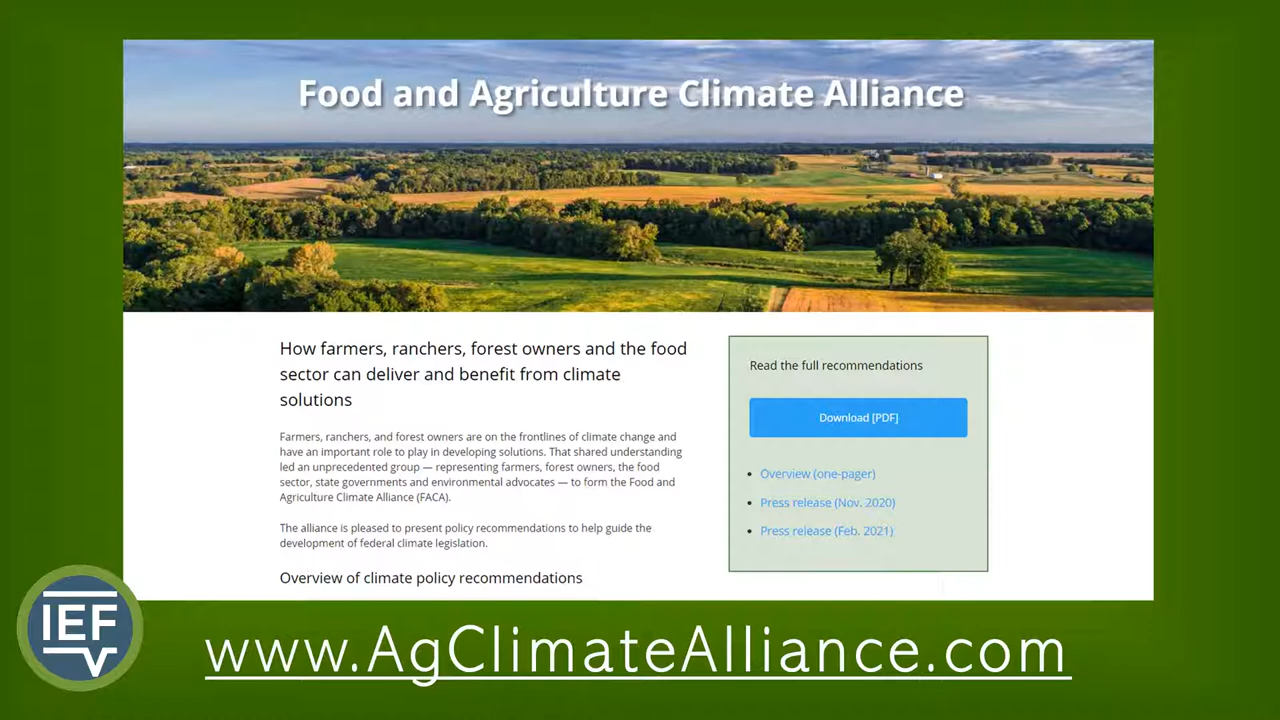 Food and Agriculture Climate Alliance
How farmers, ranchers, forest owners and the food
sector can deliver and benefit from climate
solutions
Farmers, ranchers, and forest owners are on the frontlines of climate change and
have an important role to play in developing solutions. That shared understanding
led an unprecedented group — representing farmers, forest owners, the food
sector, state governments and environmental advocates — to form the Food and
Agriculture Climate Alliance (FACA).
The alliance is pleased to present policy recommendations to help guide the
development of federal climate legislation.
Overview of climate policy recommendations
Read the full recommendations
Download [PDF]
• Overview (one-pager)
• Press release (Nov. 2020)
• Press release (Feb. 2021)
IEF
V
www.AgClimateAlliance.com